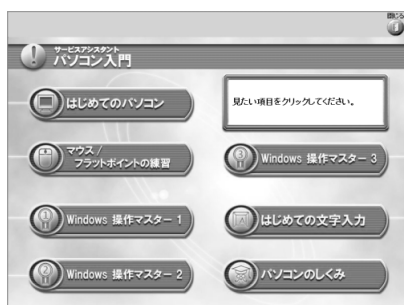 閉じる
サービスアシスタント
パソコン入門
はじめてのパソコン
見たい項目をクリックしてください。
マウス /
フラットポイントの練習
Windows 操作マスター 3
Windows 操作マスター 1
はじめての文字入力
Windows 操作マスター 2
パソコンのしくみ